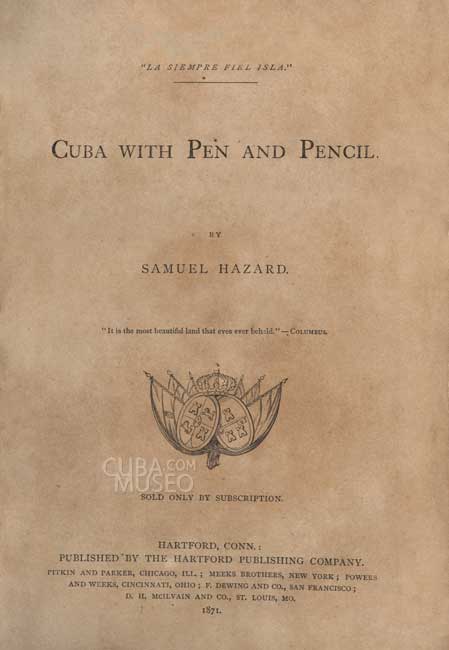 "LA SIEMPRE FIEL ISLA."
CUBA WITH PEN AND PENCIL.
BY
SAMUEL HAZARD.
"It is the most beautiful land that eyes ever beheld."—COLUMBUS.
CUBA.COM
MUSEO
SOLD ONLY BY SUBSCRIPTION.
HARTFORD, CONN.:
PUBLISHED BY THE HARTFORD PUBLISHING COMPANY.
PITKIN AND PARKER, CHICAGO, ILL.; MEEKS BROTHERS, NEW YORK; POWERS
AND WEEKS, CINCINNATI, OHIO; F. DEWING AND CO., SAN FRANCISCO;
D. H. MCILVAIN AND CO., ST. LOUIS, MO.
1871.